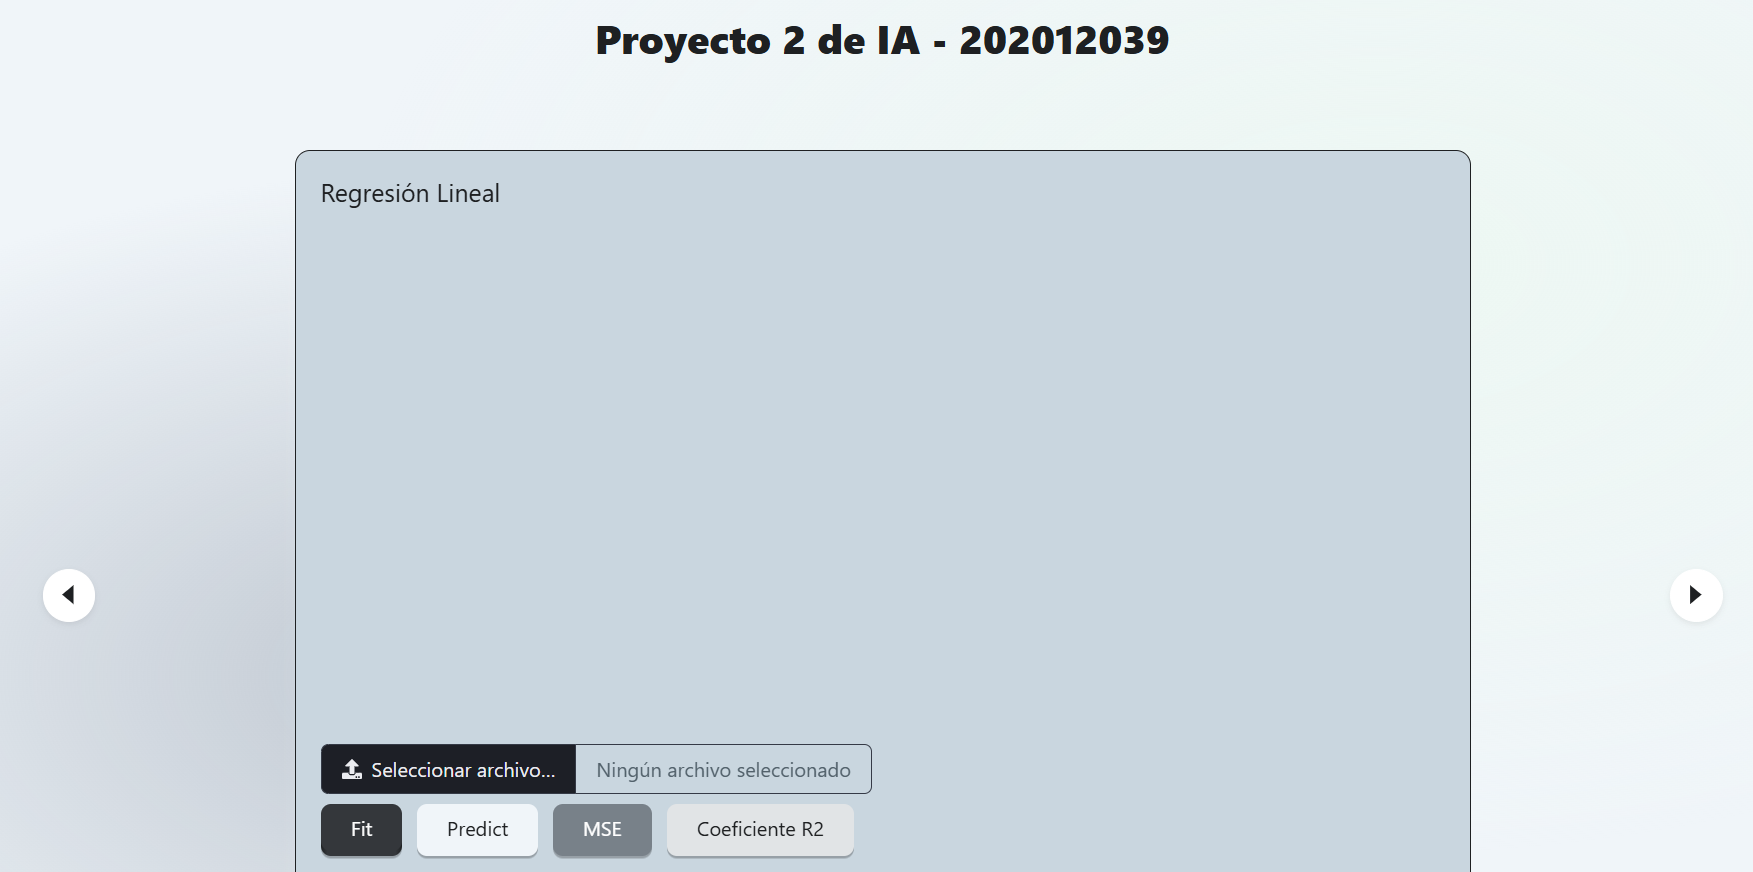 Proyecto 2 de IA - 202012039
Regresión Lineal
Seleccionar archivo... Ningún archivo seleccionado
Fit Predict MSE Coeficiente R2